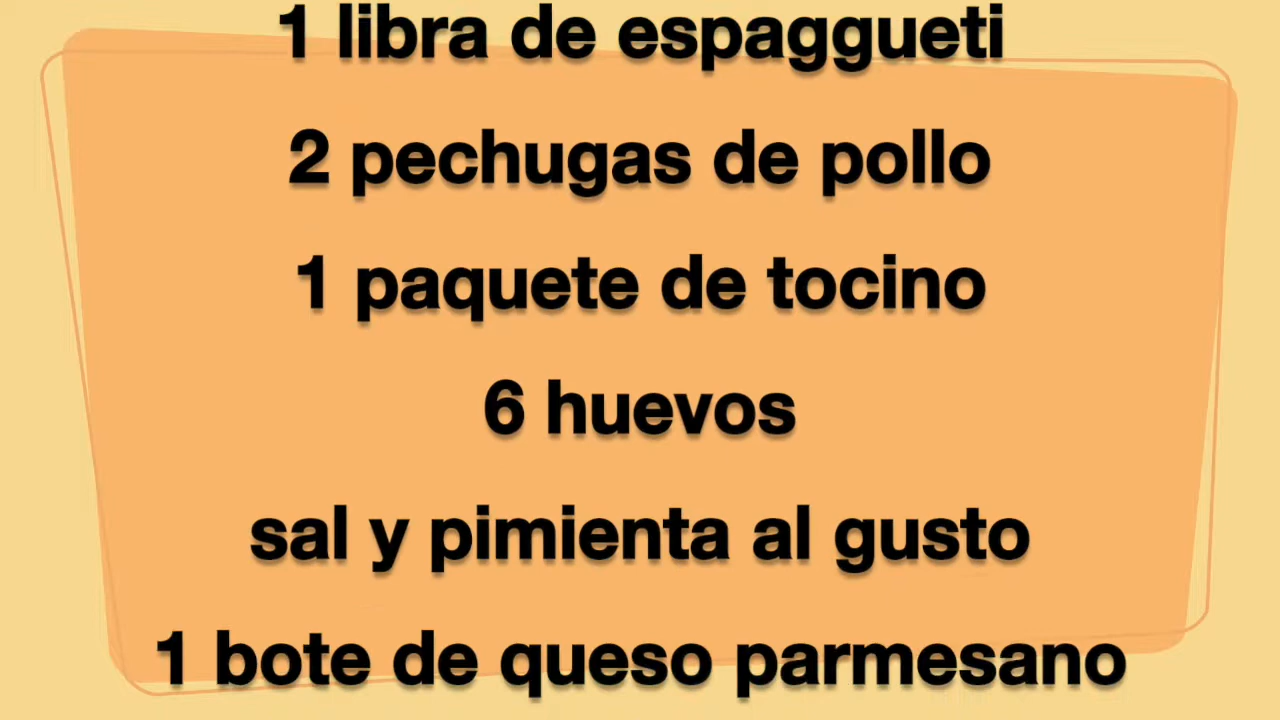 1 libra de espaggueti
2 pechugas de pollo
1 paquete de tocino
6 huevos
sal y pimienta al gusto
1 bote de queso parmesano